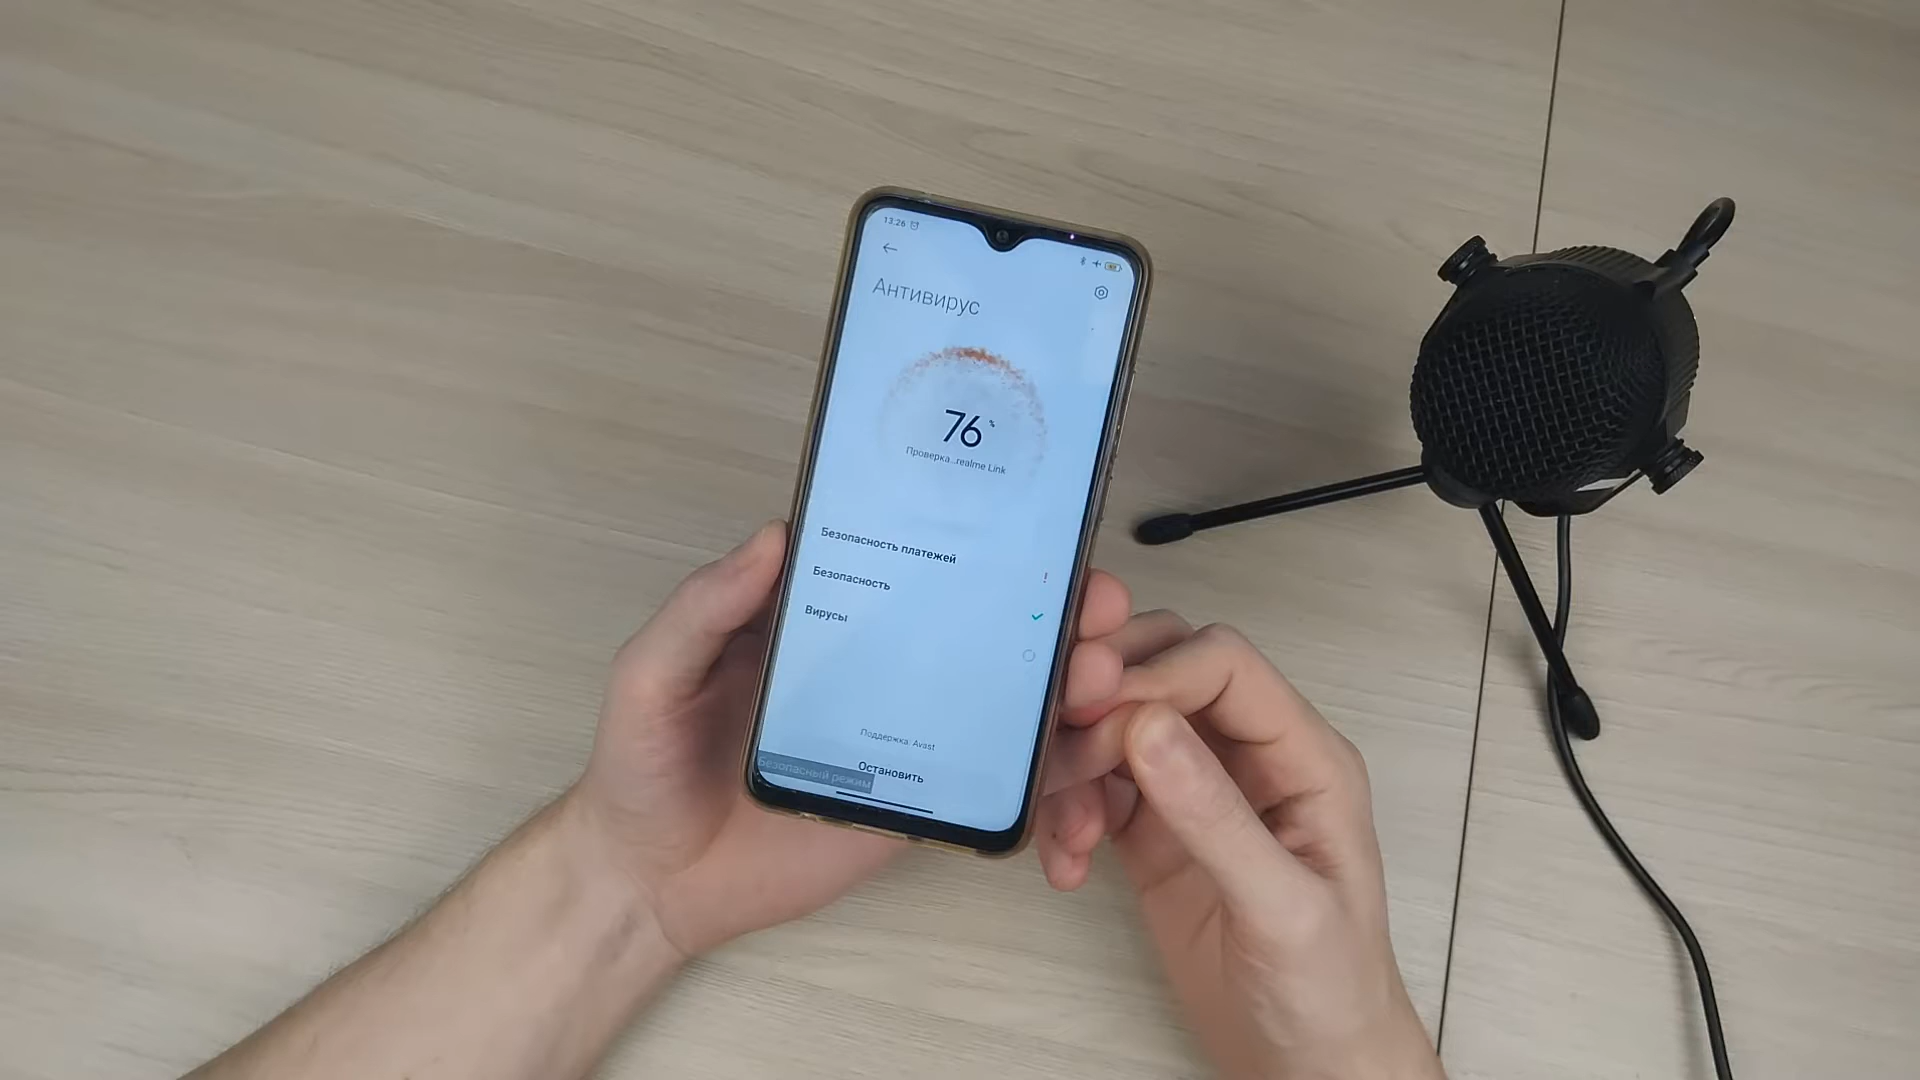 13:26
Антивирус
76 %
Проверка...realme Link
Безопасность платежей
Безопасность
Вирусы
Поддержка: Avast
Остановить
Безопасный режим